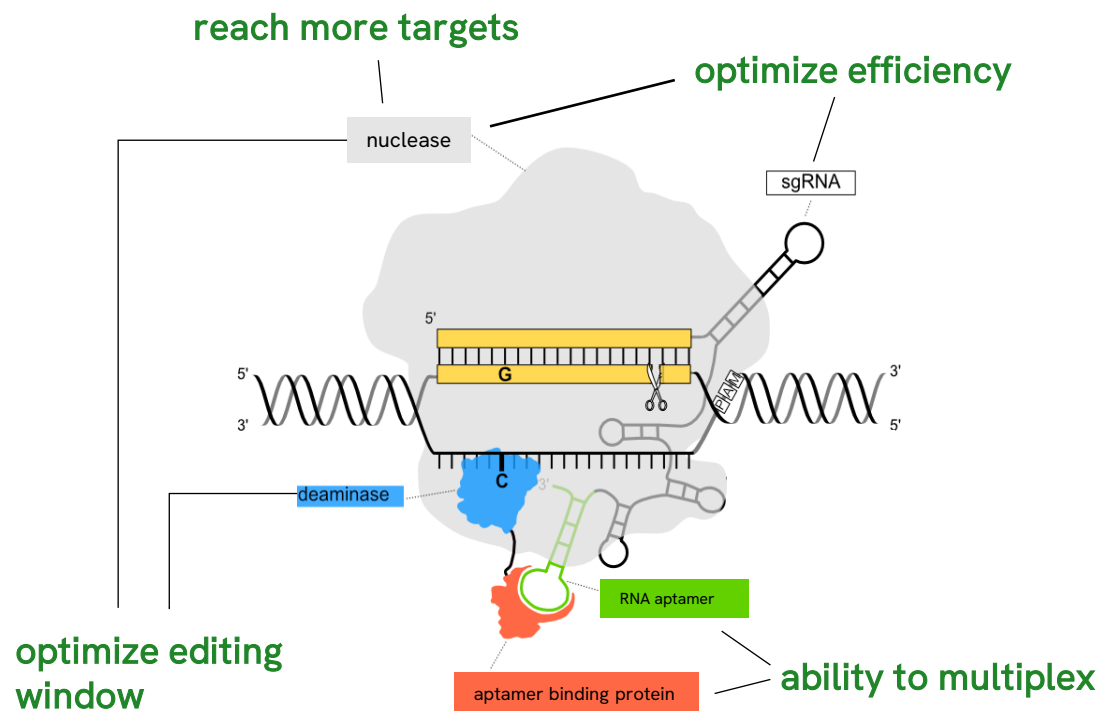 reach more targets
optimize efficiency
nuclease
sgRNA
5'
G
5'
3'
PAM
3'
5'
C
3'
deaminase
RNA aptamer
optimize editing
window
ability to multiplex
aptamer binding protein